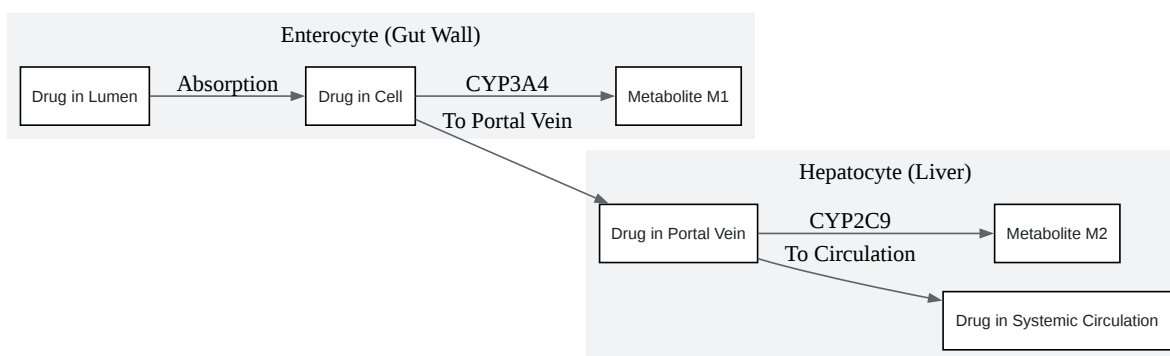 Enterocyte (Gut Wall)
Drug in Lumen
Absorption
Drug in Cell
CYP3A4
Metabolite M1
To Portal Vein
Hepatocyte (Liver)
Drug in Portal Vein
CYP2C9
Metabolite M2
To Circulation
Drug in Systemic Circulation